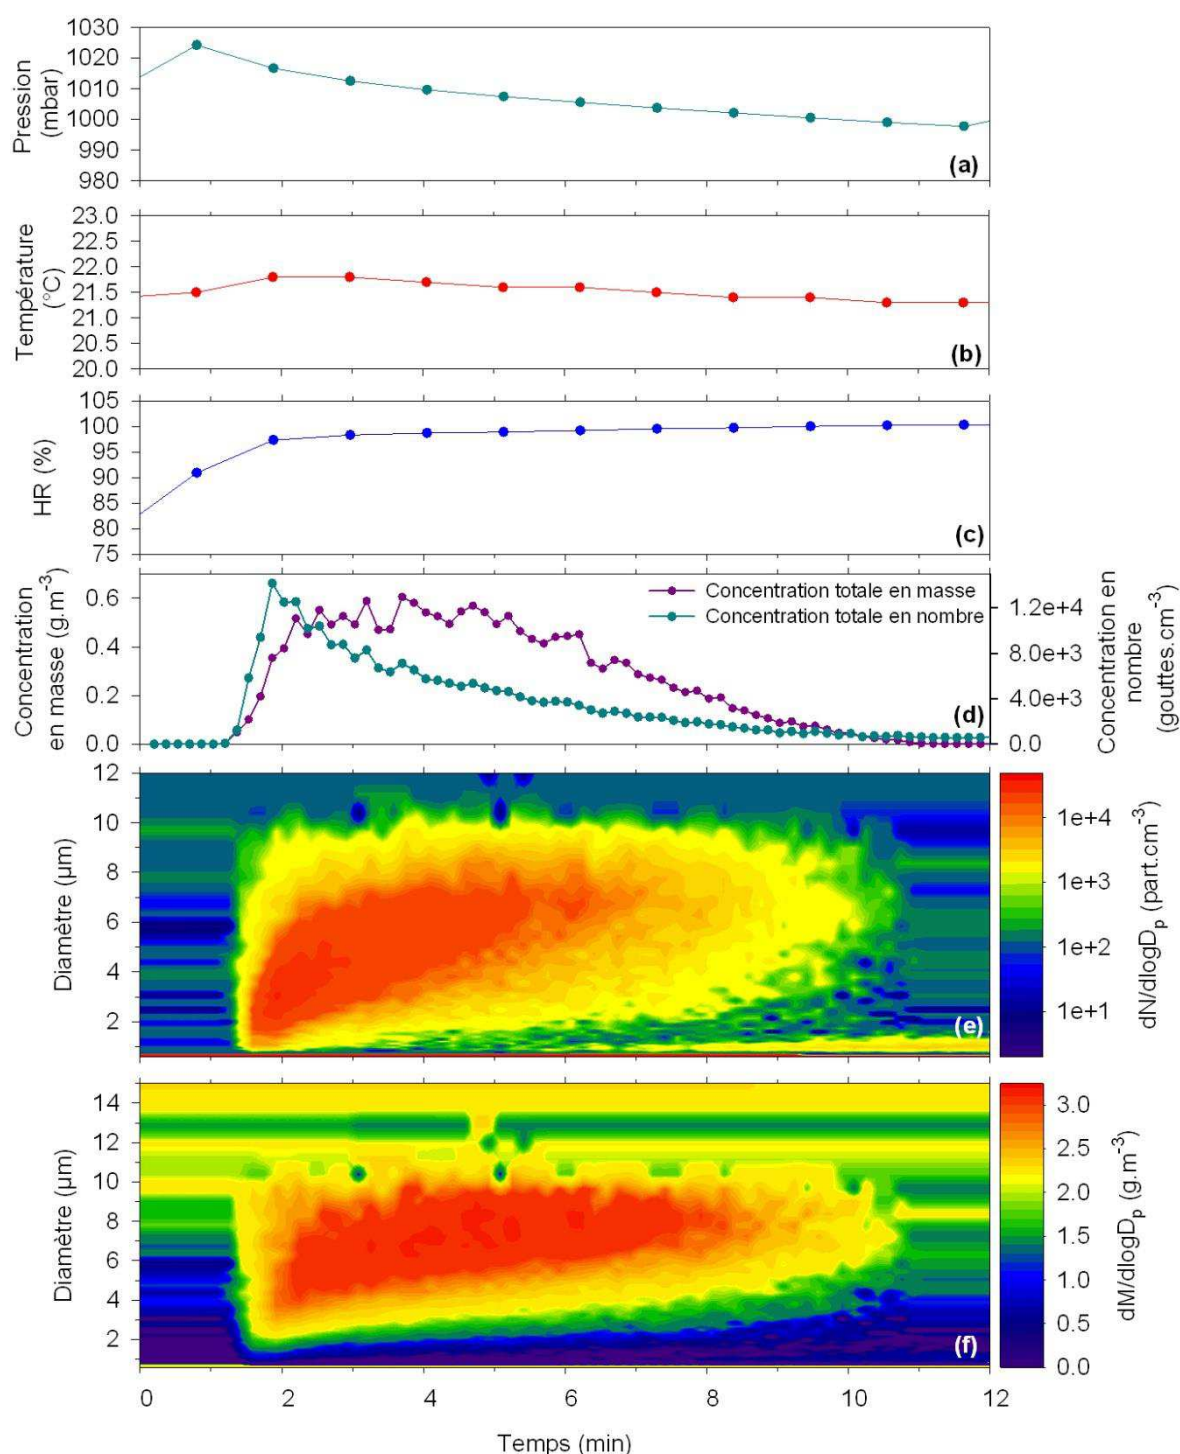 1030
1020
1010
1000
990
980
Pression
(mbar)
(a)
23.0
22.5
22.0
21.5
21.0
20.5
20.0
Température
(°C)
(b)
105
100
95
90
85
80
75
HR (%)
(c)
0.6
0.4
0.2
0.0
Concentration
en masse (g.m-3)
Concentration totale en masse
Concentration totale en nombre
1.2e+4
8.0e+3
4.0e+3
0.0
Concentration en
nombre
(gouttes.cm-3)
(d)
12
10
8
6
4
2
Diamètre (µm)
(e)
1e+4
1e+3
1e+2
1e+1
dN/dlogDp (part.cm-3)
14
12
10
8
6
4
2
Diamètre (µm)
(f)
3.0
2.5
2.0
1.5
1.0
0.5
0.0
dM/dlogDp (g.m-3)
0 2 4 6 8 10 12
Temps (min)